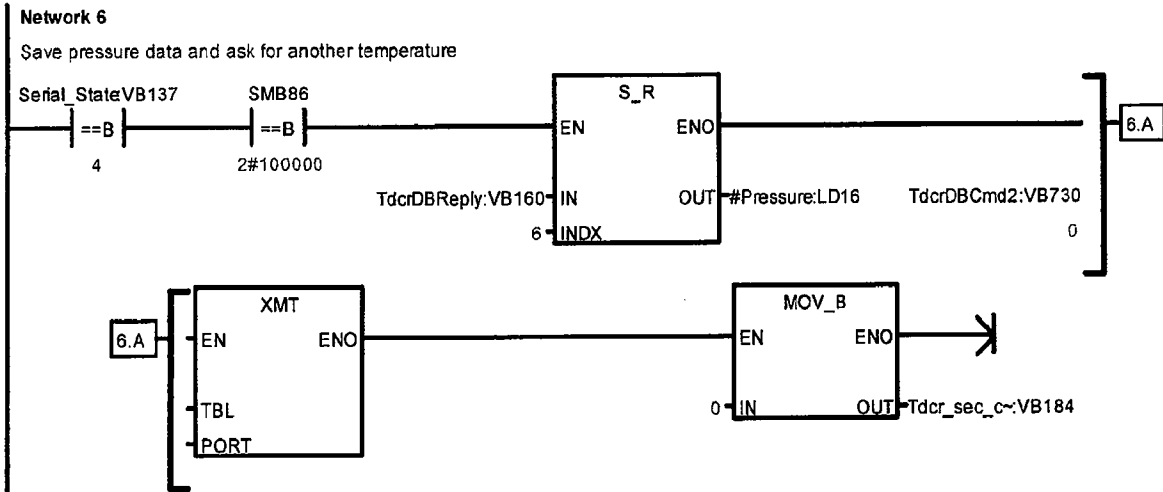 Network 6
Save pressure data and ask for another temperature
Serial_State:VB137 SMB86 S_R
==B ==B EN ENO 6.A
4 2#100000
TdcrDBReply:VB160 IN OUT #Pressure:LD16 TdcrDBCmd2:VB730
6 INDX 0
XMT MOV_B
6.A EN ENO EN ENO
TBL 0 IN OUT Tdcr_sec_c~:VB184
PORT